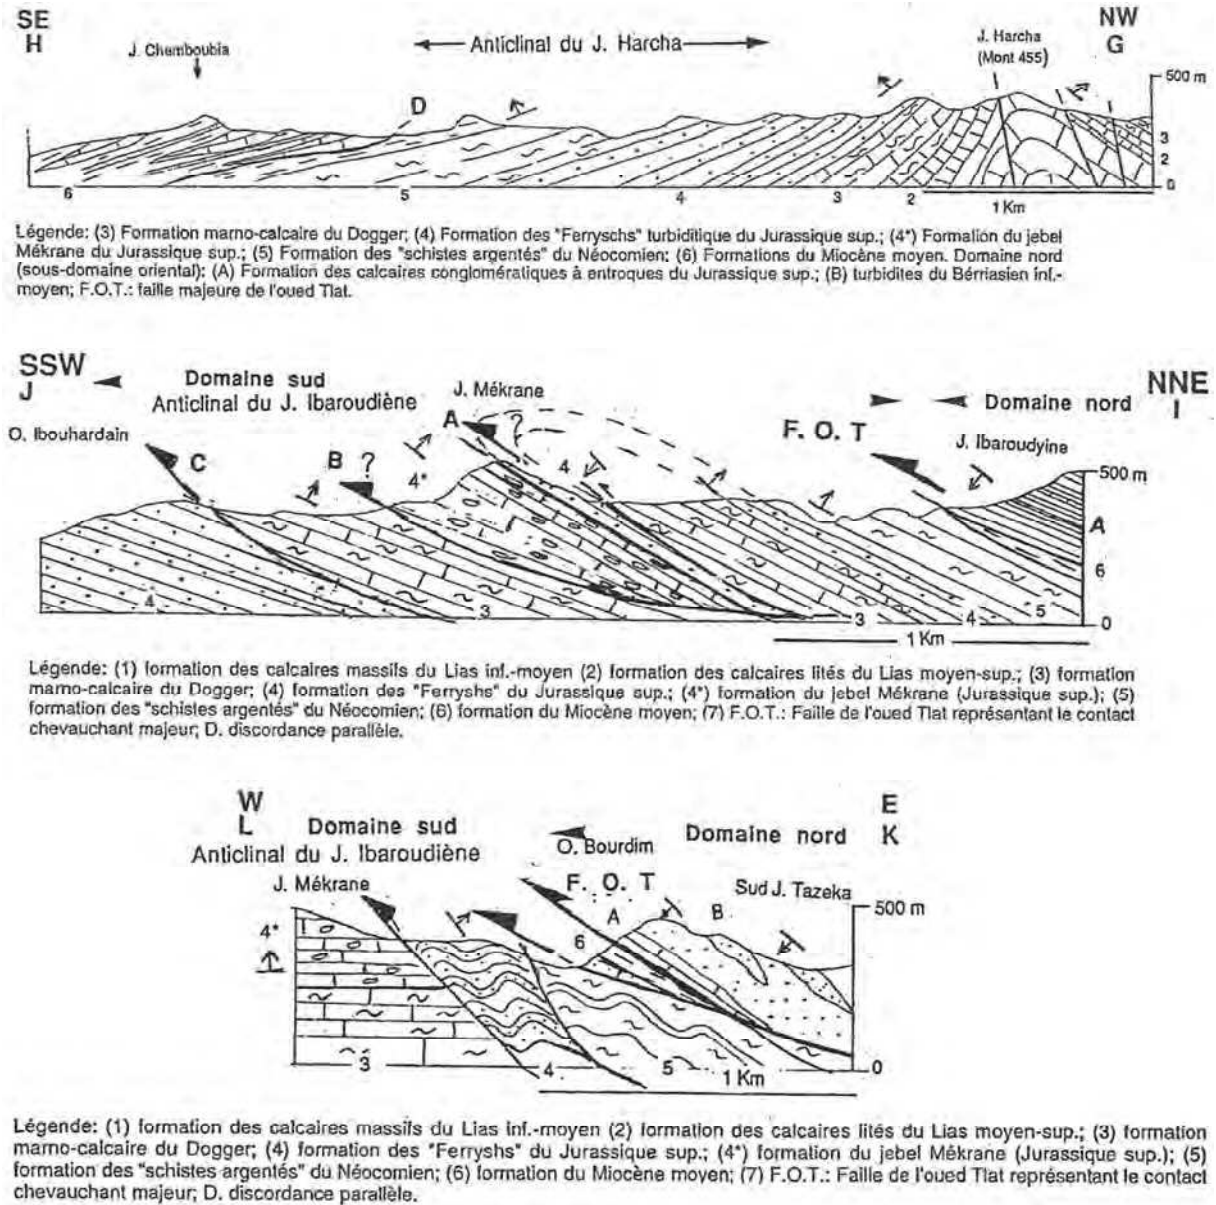 SE
H
NW
G
J. Chemboubia
Anticlinal du J. Harcha
J. Harcha
(Mont 455)
D
500 m
3
2
0
6
5
4
3
2
1 Km
Légende: (3) Formation marno-calcaire du Dogger; (4) Formation des "Ferryschs" turbiditique du Jurassique sup.; (4*) Formation du jebel
Mékrane du Jurassique sup.; (5) Formation des "schistes argentés" du Néocomien: (6) Formations du Miocène moyen. Domaine nord
(sous-domaine oriental): (A) Formation des calcaires conglomératiques à entroques du Jurassique sup.; (B) turbidites du Bérriasien inf.-
moyen; F.O.T.: faille majeure de l'oued Tlat.
SSW
J
Domaine sud
Anticlinal du J. Ibaroudiène
J. Mékrane
NNE
I
Domaine nord
O. Ibouhardain
F. O. T
J. Ibaroudyine
A
?
C
B ?
4*
4
500 m
A
6
4
3
3
4
5
0
1 Km
Légende: (1) formation des calcaires massifs du Lias inf.-moyen (2) formation des calcaires lités du Lias moyen-sup.; (3) formation
marno-calcaire du Dogger; (4) formation des "Ferryshs" du Jurassique sup.; (4*) formation du jebel Mékrane (Jurassique sup.); (5)
formation des "schistes argentés" du Néocomien; (6) formation du Miocène moyen; (7) F.O.T.: Faille de l'oued Tlat représentant le contact
chevauchant majeur; D. discordance parallèle.
W
L
Domaine sud
Anticlinal du J. Ibaroudiène
E
K
O. Bourdim
Domaine nord
J. Mékrane
F. O. T
Sud J. Tazeka
A
B
500 m
4*
6
3
4
5
1 Km
0
Légende: (1) formation des calcaires massifs du Lias inf.-moyen (2) formation des calcaires lités du Lias moyen-sup.; (3) formation
marno-calcaire du Dogger; (4) formation des "Ferryshs" du Jurassique sup.; (4*) formation du jebel Mékrane (Jurassique sup.); (5)
formation des "schistes argentés" du Néocomien; (6) formation du Miocène moyen; (7) F.O.T.: Faille de l'oued Tlat représentant le contact
chevauchant majeur; D. discordance parallèle.